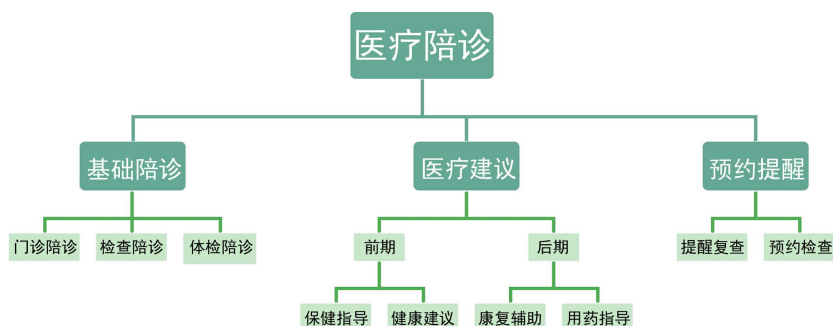 医疗陪诊
基础陪诊
医疗建议
预约提醒
门诊陪诊
检查陪诊
体检陪诊
前期
后期
提醒复查
预约检查
保健指导
健康建议
康复辅助
用药指导